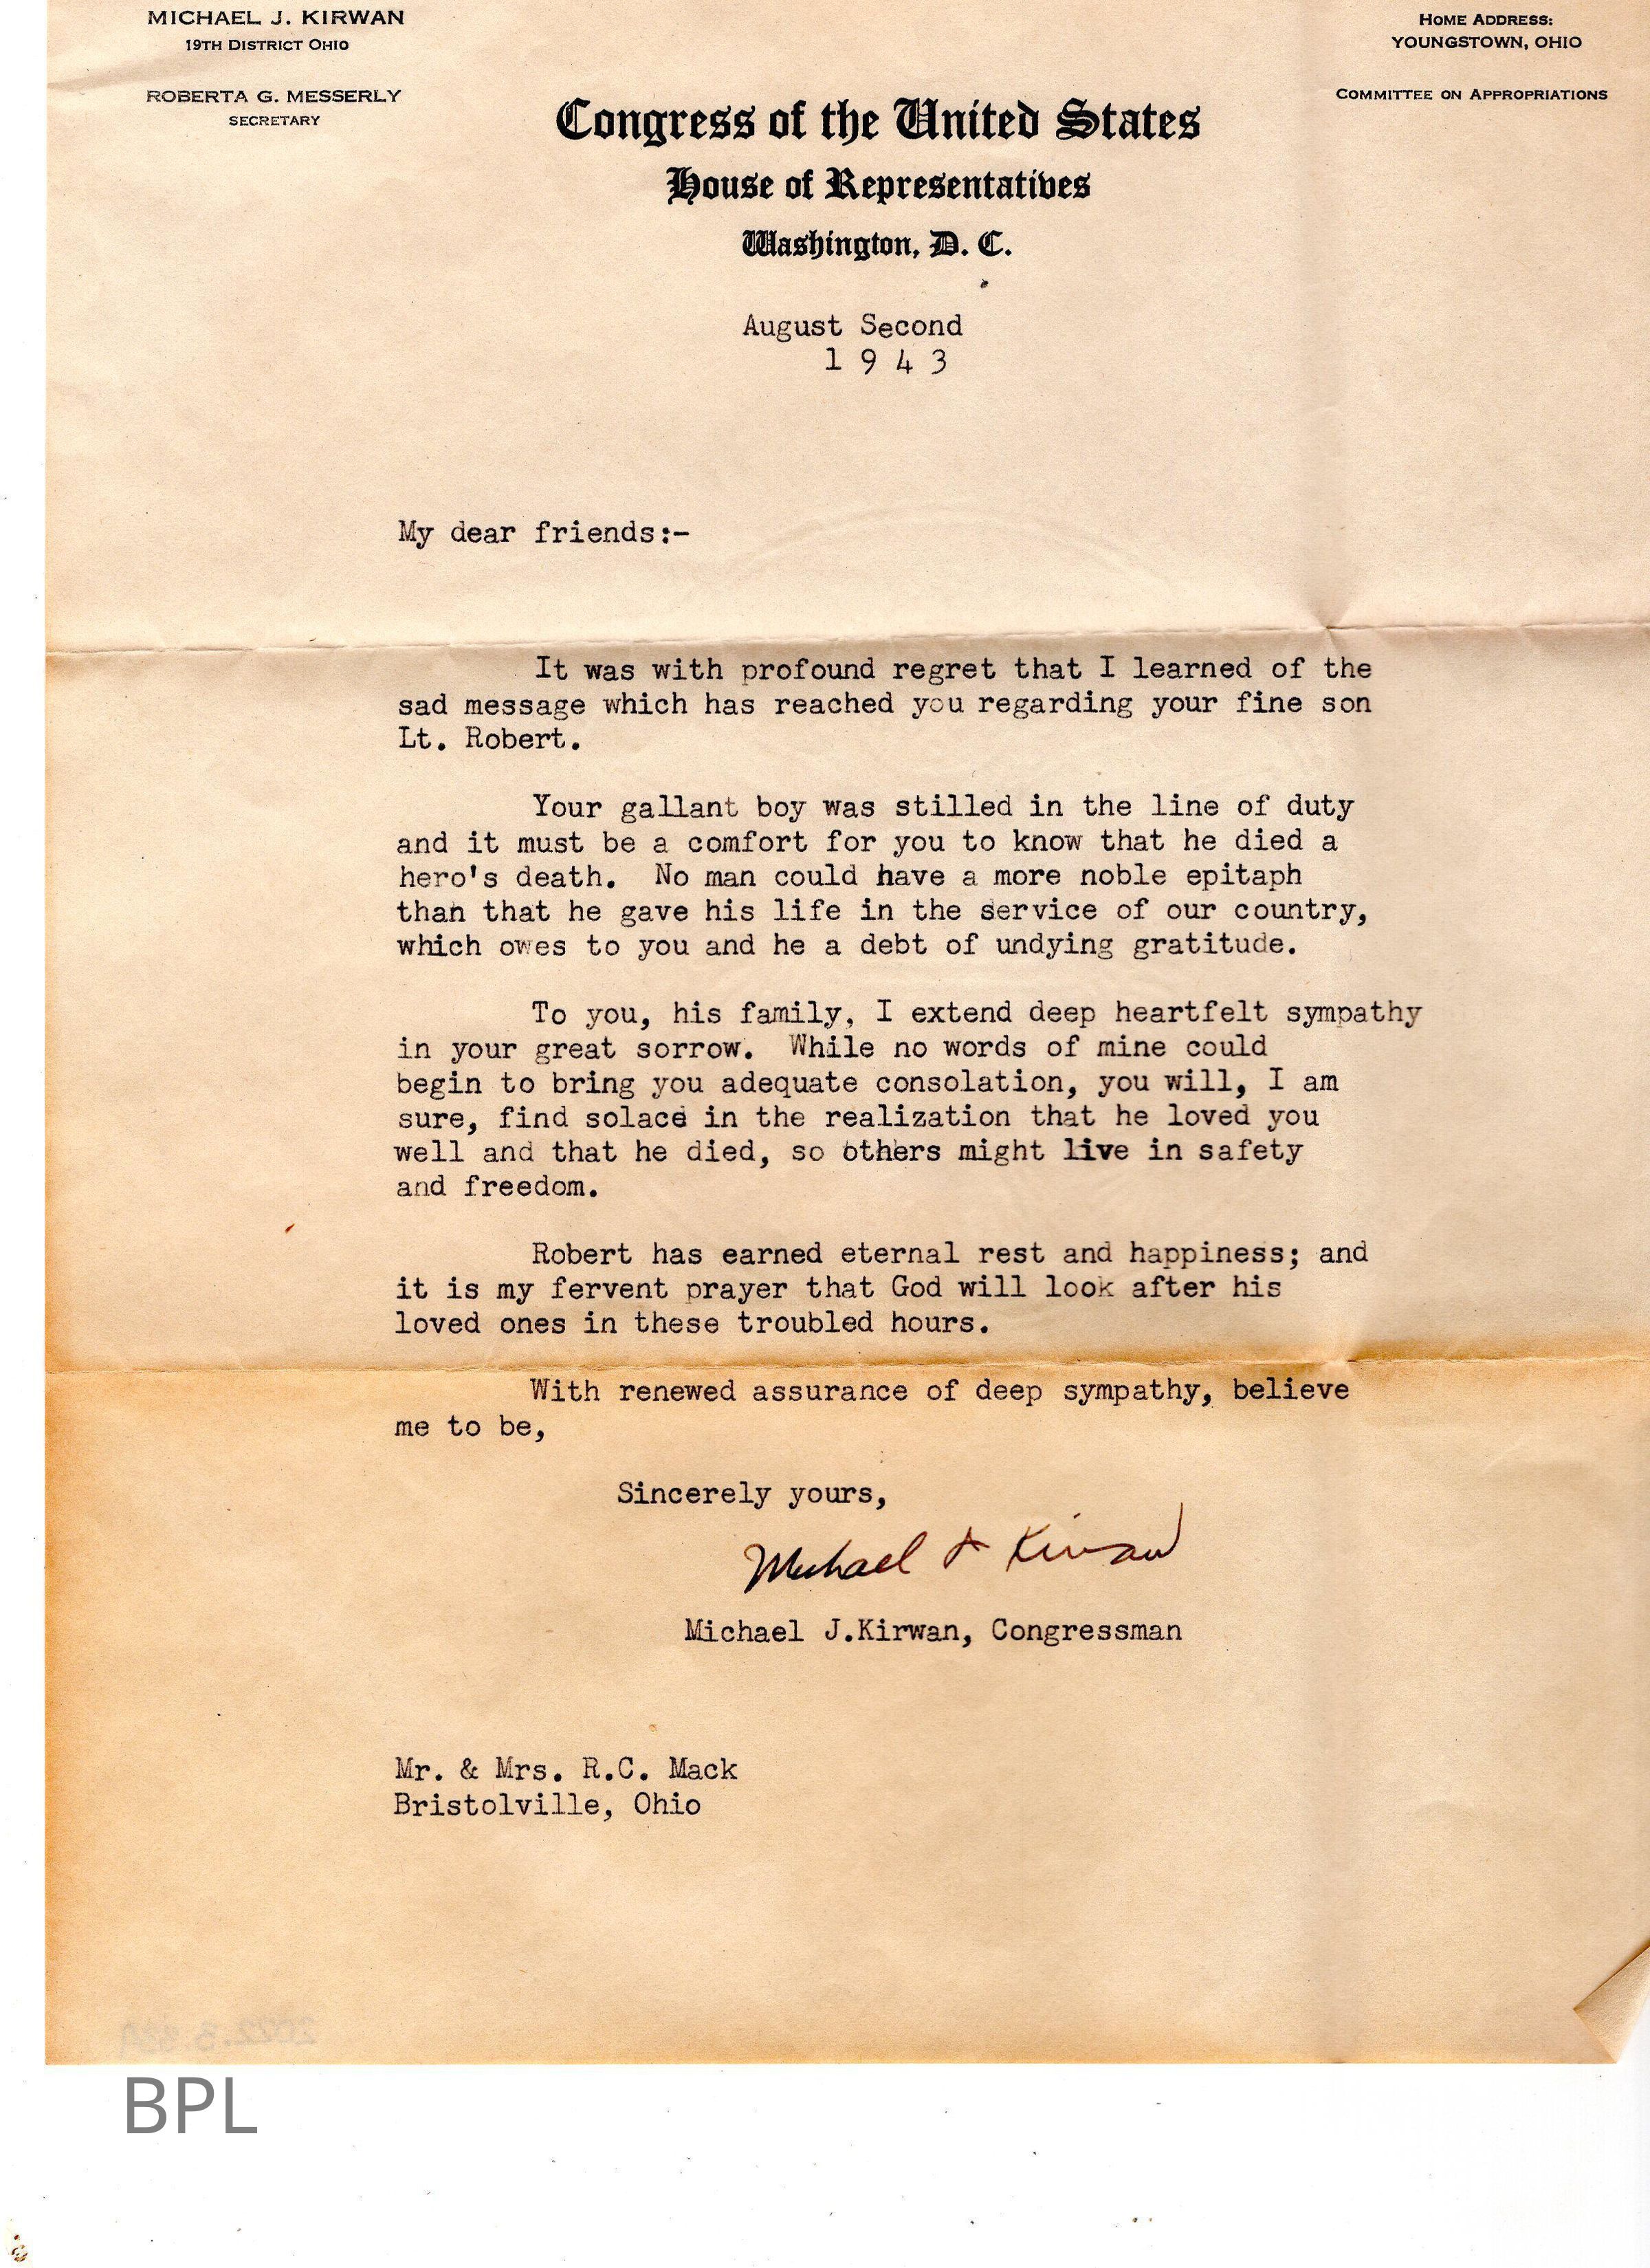 MICHAEL J. KIRWAN
19TH DISTRICT OHIO
ROBERTA G. MESSERLY
SECRETARY
HOME ADDRESS:
YOUNGSTOWN, OHIO
COMMITTEE ON APPROPRIATIONS
Congress of the United States
House of Representatives
Washington, D. C.
August Second
1 9 4 3
My dear friends:-
It was with profound regret that I learned of the
sad message which has reached you regarding your fine son
Lt. Robert.
Your gallant boy was stilled in the line of duty
and it must be a comfort for you to know that he died a
hero's death. No man could have a more noble epitaph
than that he gave his life in the service of our country,
which owes to you and he a debt of undying gratitude.
To you, his family, I extend deep heartfelt sympathy
in your great sorrow. While no words of mine could
begin to bring you adequate consolation, you will, I am
sure, find solace in the realization that he loved you
well and that he died, so others might live in safety
and freedom.
Robert has earned eternal rest and happiness; and
it is my fervent prayer that God will look after his
loved ones in these troubled hours.
With renewed assurance of deep sympathy, believe
me to be,
Sincerely yours,
Michael J Kirwan
Michael J.Kirwan, Congressman
Mr. & Mrs. R.C. Mack
Bristolville, Ohio
BPL